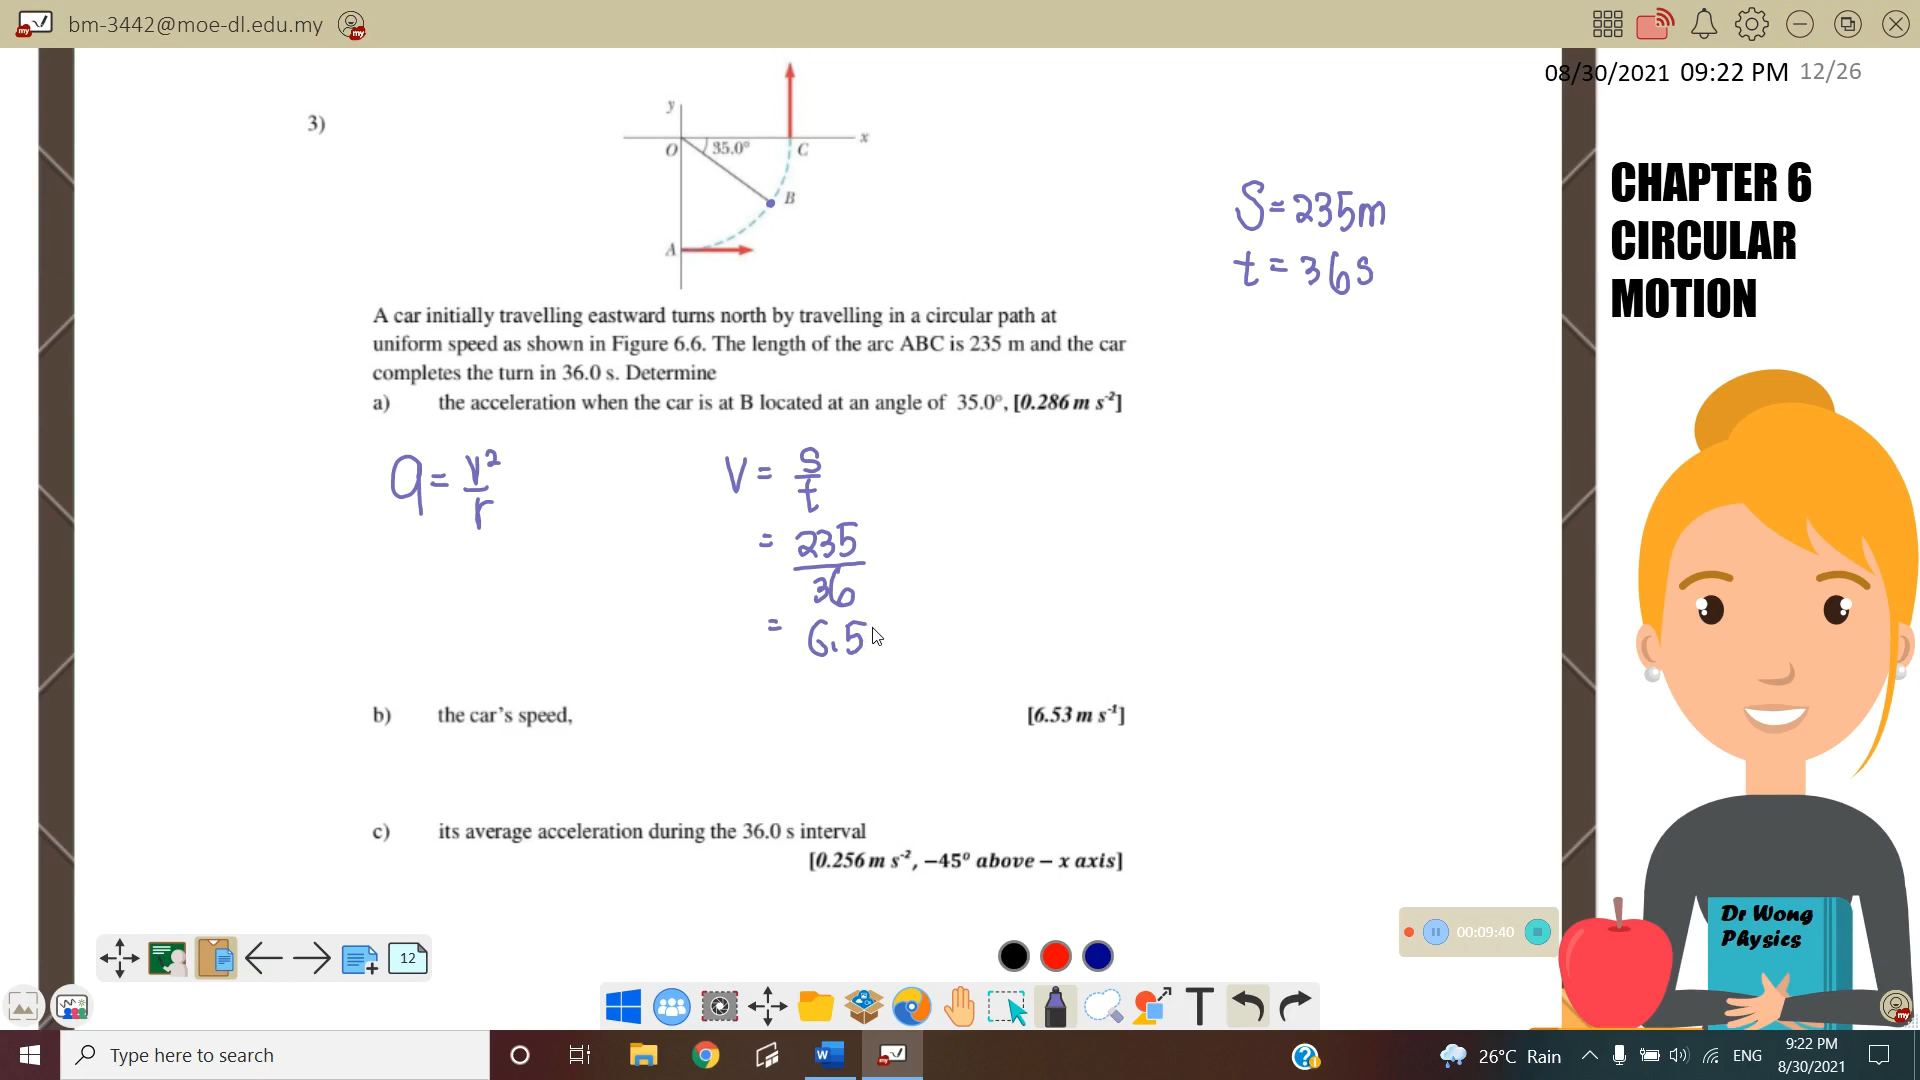 bm-3442@moe-dl.edu.my
08/30/2021 09:22 PM 12/26
3)
y
x
O
35.0°
C
B
A
S=235m
t=36s
CHAPTER 6
CIRCULAR
MOTION
A car initially travelling eastward turns north by travelling in a circular path at
uniform speed as shown in Figure 6.6. The length of the arc ABC is 235 m and the car
completes the turn in 36.0 s. Determine
a) the acceleration when the car is at B located at an angle of 35.0°, [0.286 m s⁻²]
a = v²/r
v = s/t
= 235/36
= 6.5
b) the car's speed, [6.53 m s⁻¹]
c) its average acceleration during the 36.0 s interval
[0.256 m s⁻², −45° above − x axis]
Dr Wong
Physics
00:09:40
12
T
Type here to search
26°C Rain
ENG
9:22 PM
8/30/2021